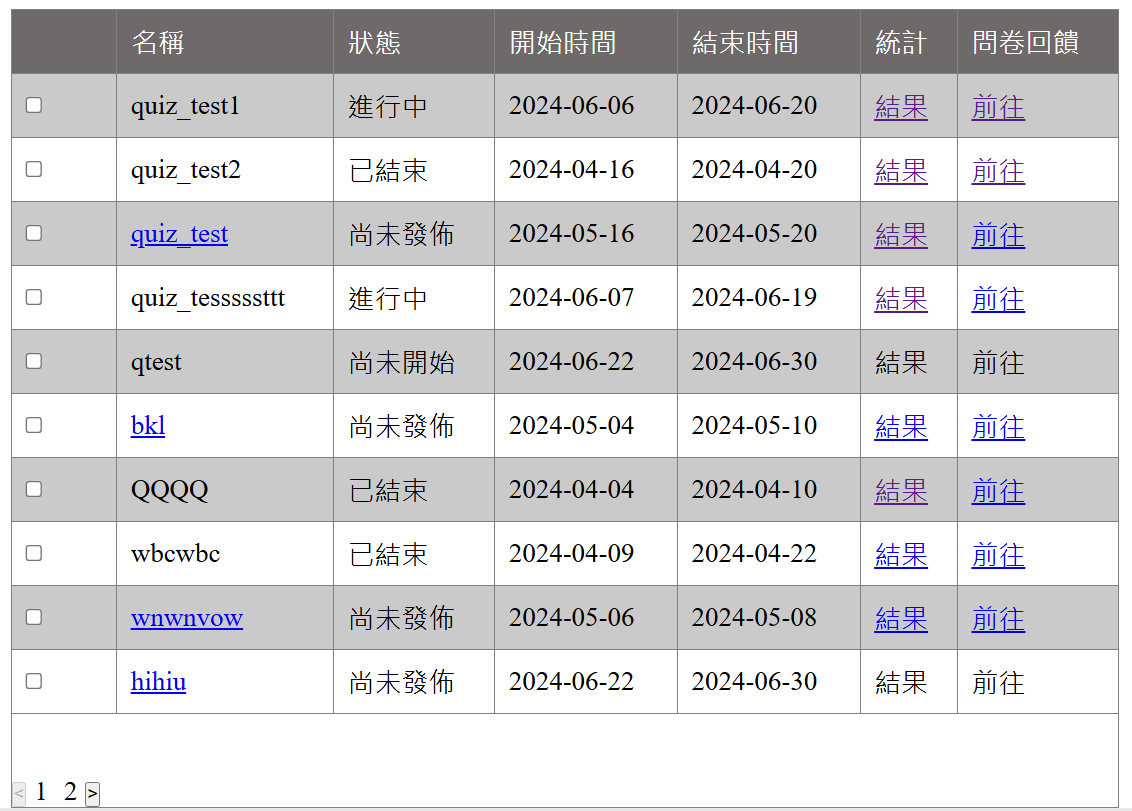 名稱 狀態 開始時間 結束時間 統計 問卷回饋
quiz_test1 進行中 2024-06-06 2024-06-20 結果 前往
quiz_test2 已結束 2024-04-16 2024-04-20 結果 前往
quiz_test 尚未發佈 2024-05-16 2024-05-20 結果 前往
quiz_tesssssttt 進行中 2024-06-07 2024-06-19 結果 前往
qtest 尚未開始 2024-06-22 2024-06-30 結果 前往
bkl 尚未發佈 2024-05-04 2024-05-10 結果 前往
QQQQ 已結束 2024-04-04 2024-04-10 結果 前往
wbcwbc 已結束 2024-04-09 2024-04-22 結果 前往
wnwnvow 尚未發佈 2024-05-06 2024-05-08 結果 前往
hihiu 尚未發佈 2024-06-22 2024-06-30 結果 前往
< 1 2 >